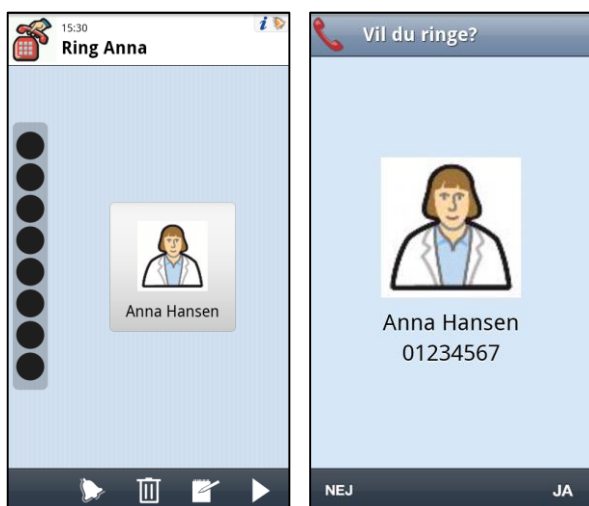 15:30
Ring Anna
i
Anna Hansen
Vil du ringe?
Anna Hansen
01234567
NEJ
JA